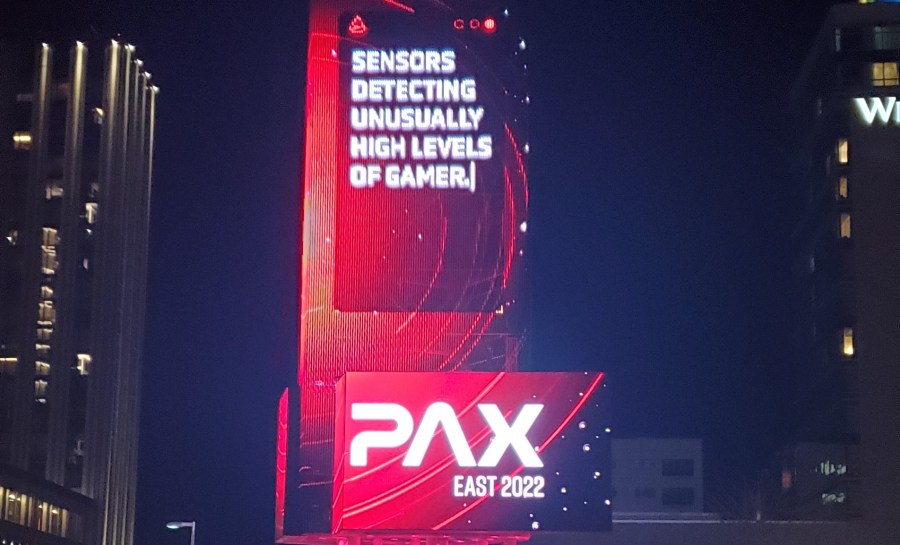 SENSORS
DETECTING
UNUSUALLY
HIGH LEVELS
OF GAMER.
PAX
EAST 2022